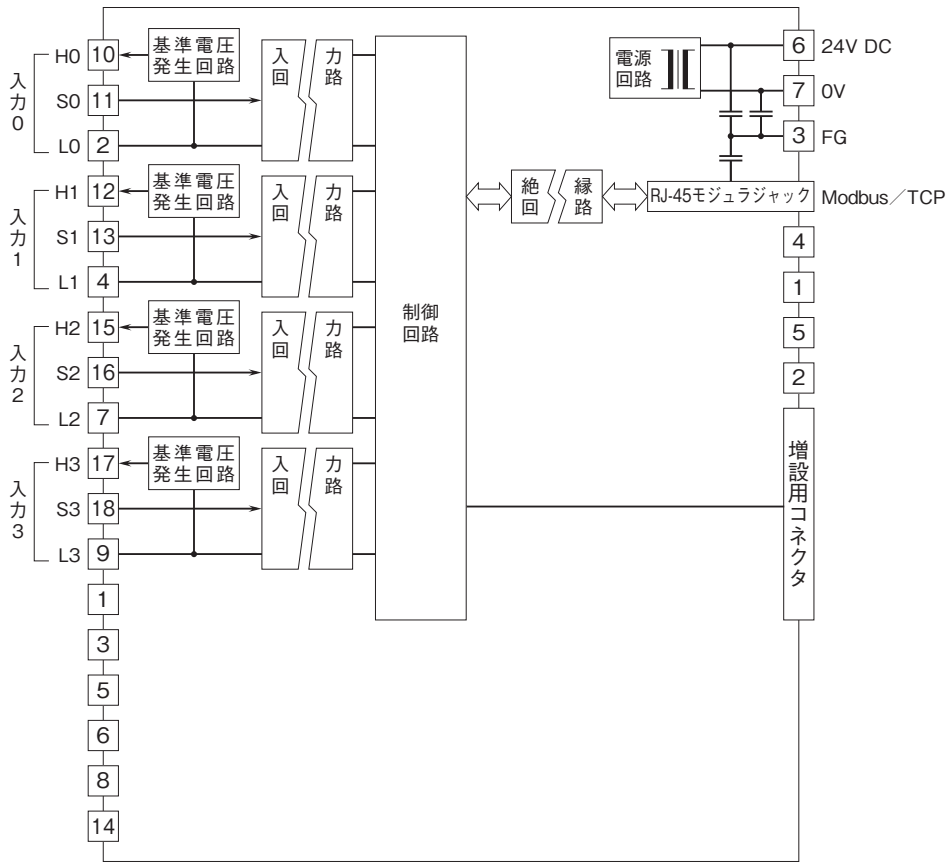 入力0
H0 10
S0 11
L0 2
基準電圧
発生回路
入力
回路
入力1
H1 12
S1 13
L1 4
基準電圧
発生回路
入力
回路
入力2
H2 15
S2 16
L2 7
基準電圧
発生回路
入力
回路
入力3
H3 17
S3 18
L3 9
基準電圧
発生回路
入力
回路
1
3
5
6
8
14
制御
回路
絶縁
回路
電源
回路
6 24V DC
7 0V
3 FG
RJ-45モジュラジャック Modbus／TCP
4
1
5
2
増設用コネクタ